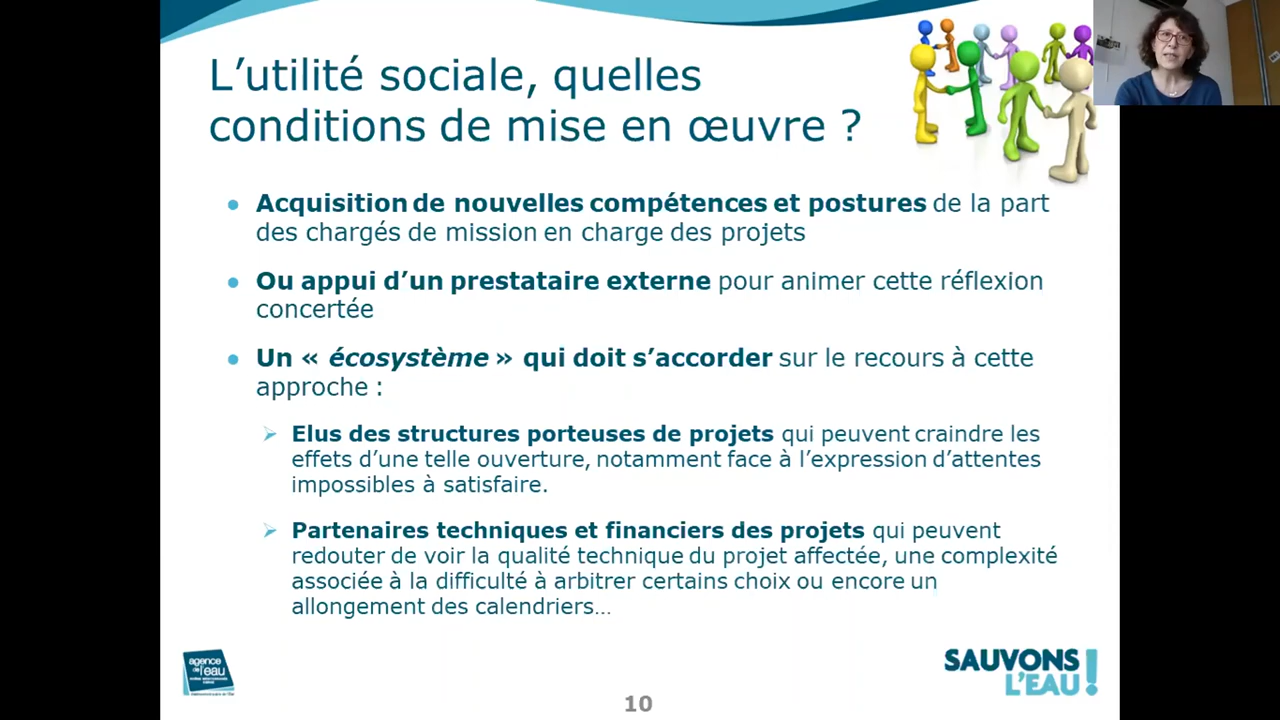 L'utilité sociale, quelles
conditions de mise en œuvre ?
● Acquisition de nouvelles compétences et postures de la part
des chargés de mission en charge des projets
● Ou appui d'un prestataire externe pour animer cette réflexion
concertée
● Un « écosystème » qui doit s'accorder sur le recours à cette
approche :
➢ Elus des structures porteuses de projets qui peuvent craindre les
effets d'une telle ouverture, notamment face à l'expression d'attentes
impossibles à satisfaire.
➢ Partenaires techniques et financiers des projets qui peuvent
redouter de voir la qualité technique du projet affectée, une complexité
associée à la difficulté à arbitrer certains choix ou encore un
allongement des calendriers...
agence
de l'eau
SAUVONS
L'EAU !
10